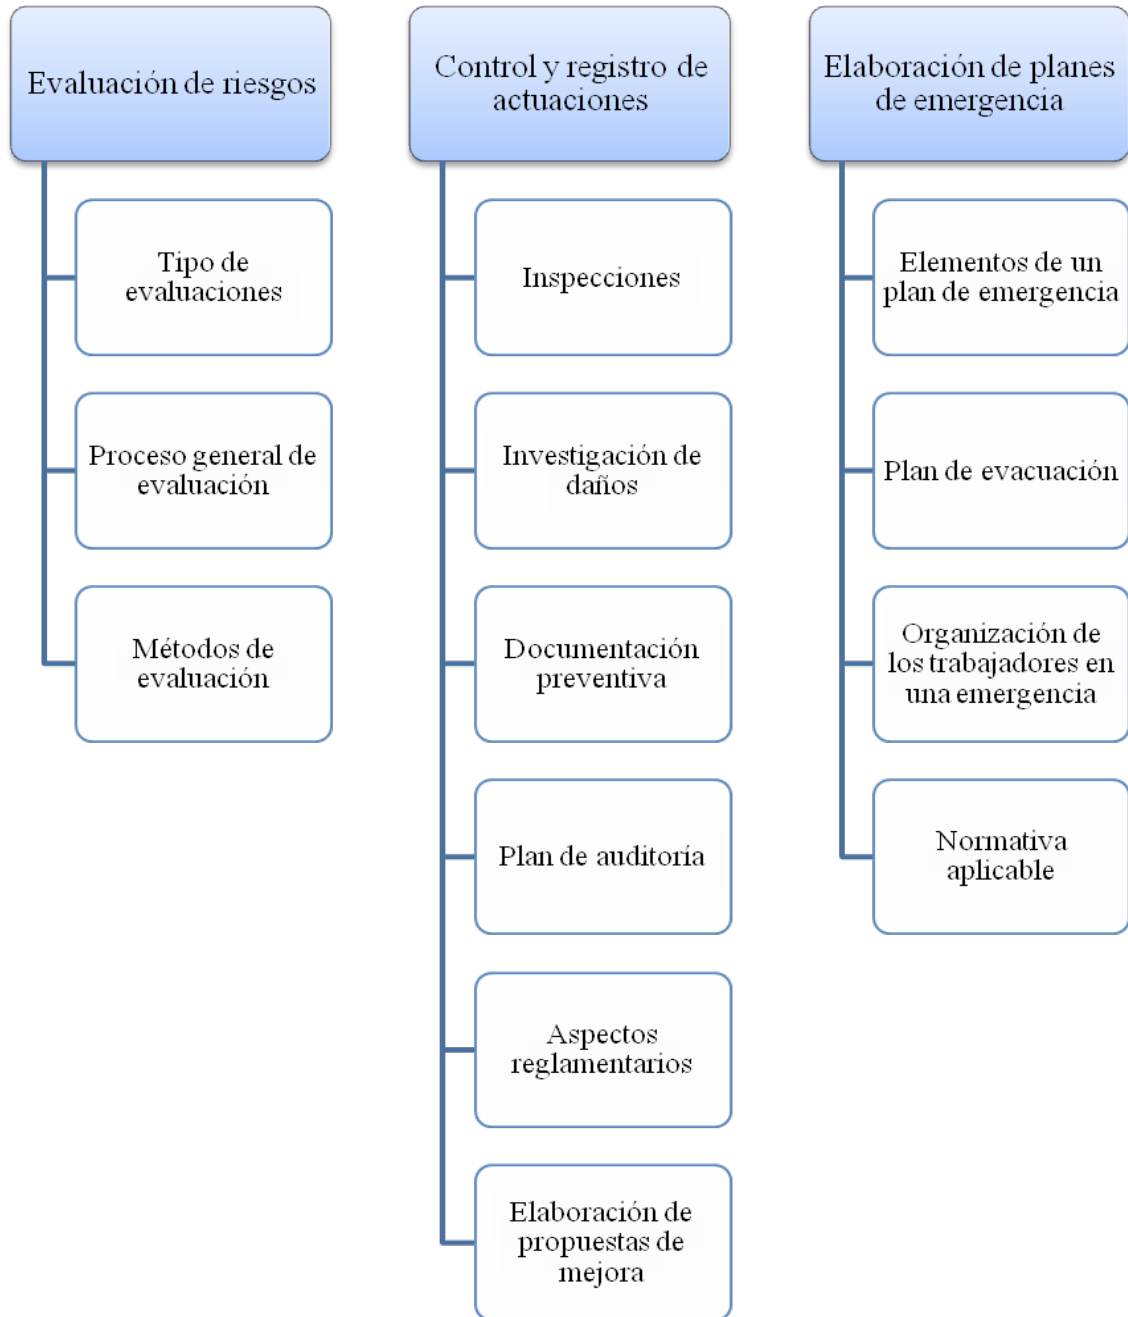 Evaluación de riesgos
Tipo de
evaluaciones
Proceso general de
evaluación
Métodos de
evaluación
Control y registro de
actuaciones
Inspecciones
Investigación de
daños
Documentación
preventiva
Plan de auditoría
Aspectos
reglamentarios
Elaboración de
propuestas de
mejora
Elaboración de planes
de emergencia
Elementos de un
plan de emergencia
Plan de evacuación
Organización de
los trabajadores en
una emergencia
Normativa
aplicable